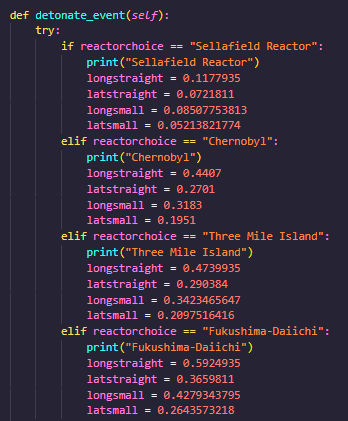 def detonate_event(self):
try:
if reactorchoice == "Sellafield Reactor":
print("Sellafield Reactor")
longstraight = 0.1177935
latstraight = 0.0721811
longsmall = 0.08507753813
latsmall = 0.05213821774
elif reactorchoice == "Chernobyl":
print("Chernobyl")
longstraight = 0.4407
latstraight = 0.2701
longsmall = 0.3183
latsmall = 0.1951
elif reactorchoice == "Three Mile Island":
print("Three Mile Island")
longstraight = 0.4739935
latstraight = 0.290384
longsmall = 0.3423465647
latsmall = 0.2097516416
elif reactorchoice == "Fukushima-Daiichi":
print("Fukushima-Daiichi")
longstraight = 0.5924935
latstraight = 0.3659811
longsmall = 0.4279343795
latsmall = 0.2643573218